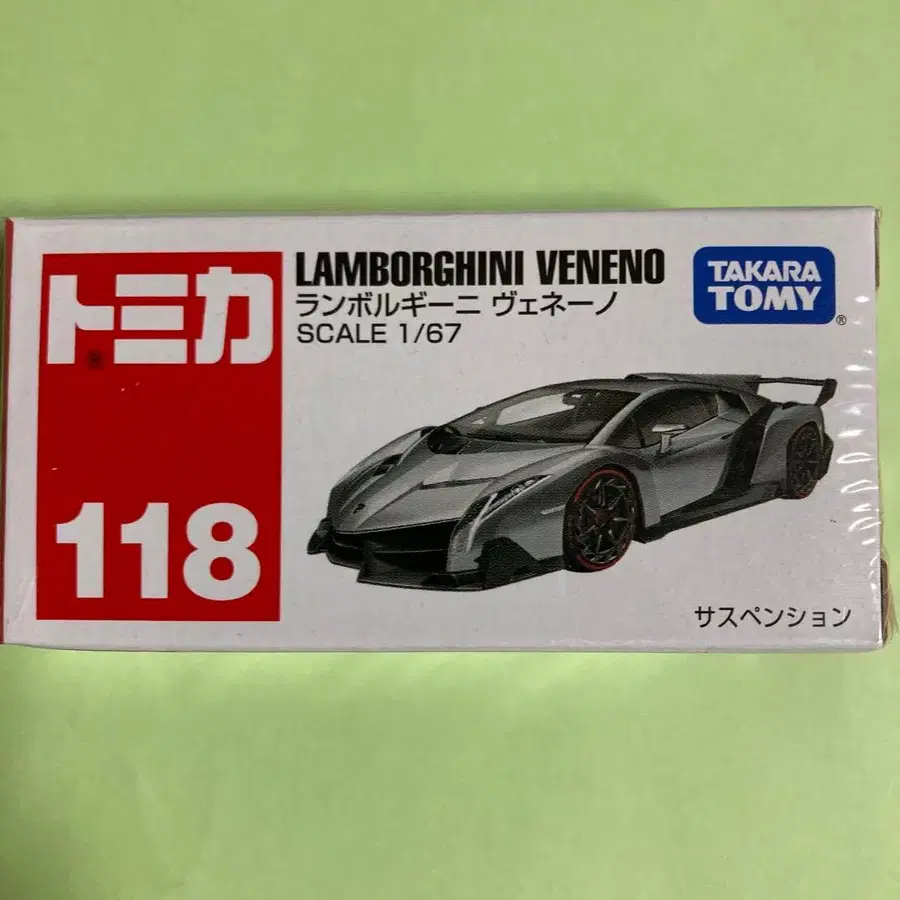 トミカ
118
LAMBORGHINI VENENO
ランボルギーニ ヴェネーノ
SCALE 1/67
TAKARA
TOMY
®
サスペンション